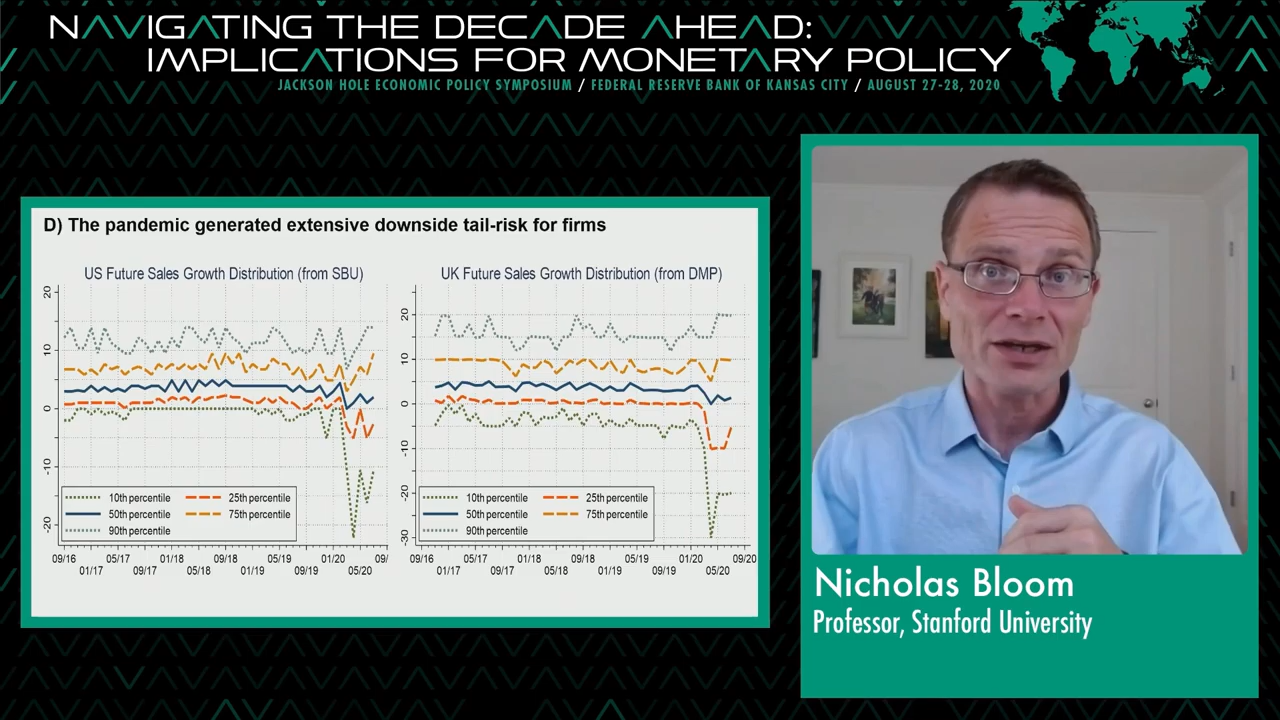 NAVIGATING THE DECADE AHEAD:
IMPLICATIONS FOR MONETARY POLICY
JACKSON HOLE ECONOMIC POLICY SYMPOSIUM / FEDERAL RESERVE BANK OF KANSAS CITY / AUGUST 27-28, 2020
D) The pandemic generated extensive downside tail-risk for firms
US Future Sales Growth Distribution (from SBU)
20
10
0
-10
-20
10th percentile 25th percentile
50th percentile 75th percentile
90th percentile
09/16 05/17 01/18 09/18 05/19 01/20 09/
01/17 09/17 05/18 01/19 09/19 05/20
UK Future Sales Growth Distribution (from DMP)
20
10
0
-10
-20
-30
10th percentile 25th percentile
50th percentile 75th percentile
90th percentile
09/16 05/17 01/18 09/18 05/19 01/20 09/20
01/17 09/17 05/18 01/19 09/19 05/20
Nicholas Bloom
Professor, Stanford University